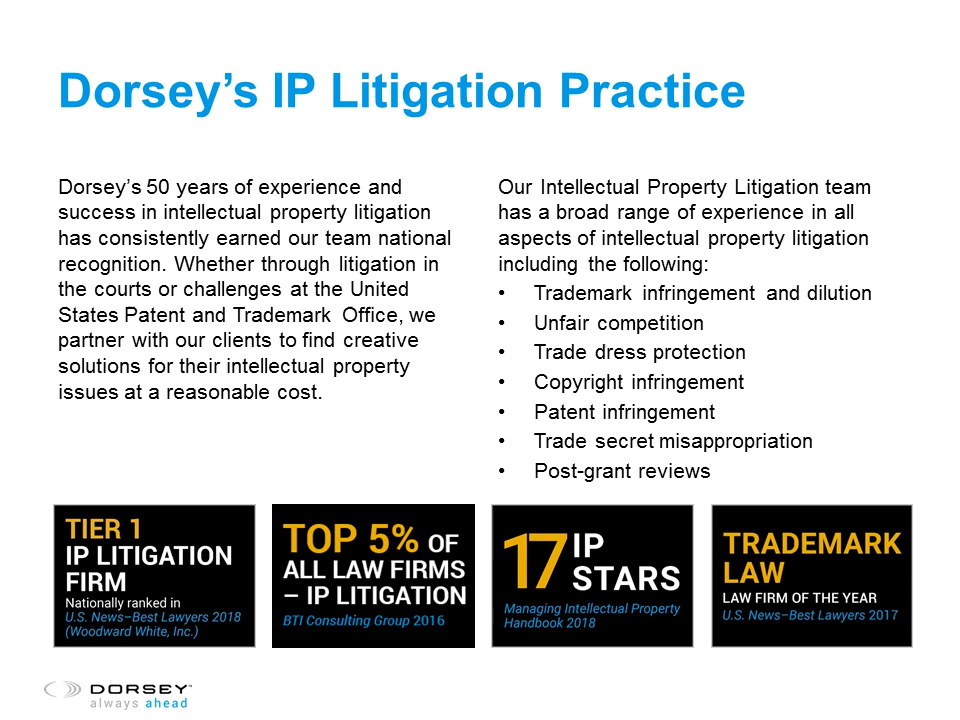 Dorsey’s IP Litigation Practice
Dorsey’s 50 years of experience and
success in intellectual property litigation
has consistently earned our team national
recognition. Whether through litigation in
the courts or challenges at the United
States Patent and Trademark Office, we
partner with our clients to find creative
solutions for their intellectual property
issues at a reasonable cost.
Our Intellectual Property Litigation team
has a broad range of experience in all
aspects of intellectual property litigation
including the following:
• Trademark infringement and dilution
• Unfair competition
• Trade dress protection
• Copyright infringement
• Patent infringement
• Trade secret misappropriation
• Post-grant reviews
TIER 1
IP LITIGATION
FIRM
Nationally ranked in
U.S. News–Best Lawyers 2018
(Woodward White, Inc.)
TOP 5% OF
ALL LAW FIRMS
– IP LITIGATION
BTI Consulting Group 2016
17 IP
STARS
Managing Intellectual Property
Handbook 2018
TRADEMARK
LAW
LAW FIRM OF THE YEAR
U.S. News–Best Lawyers 2017
DORSEY™
always ahead